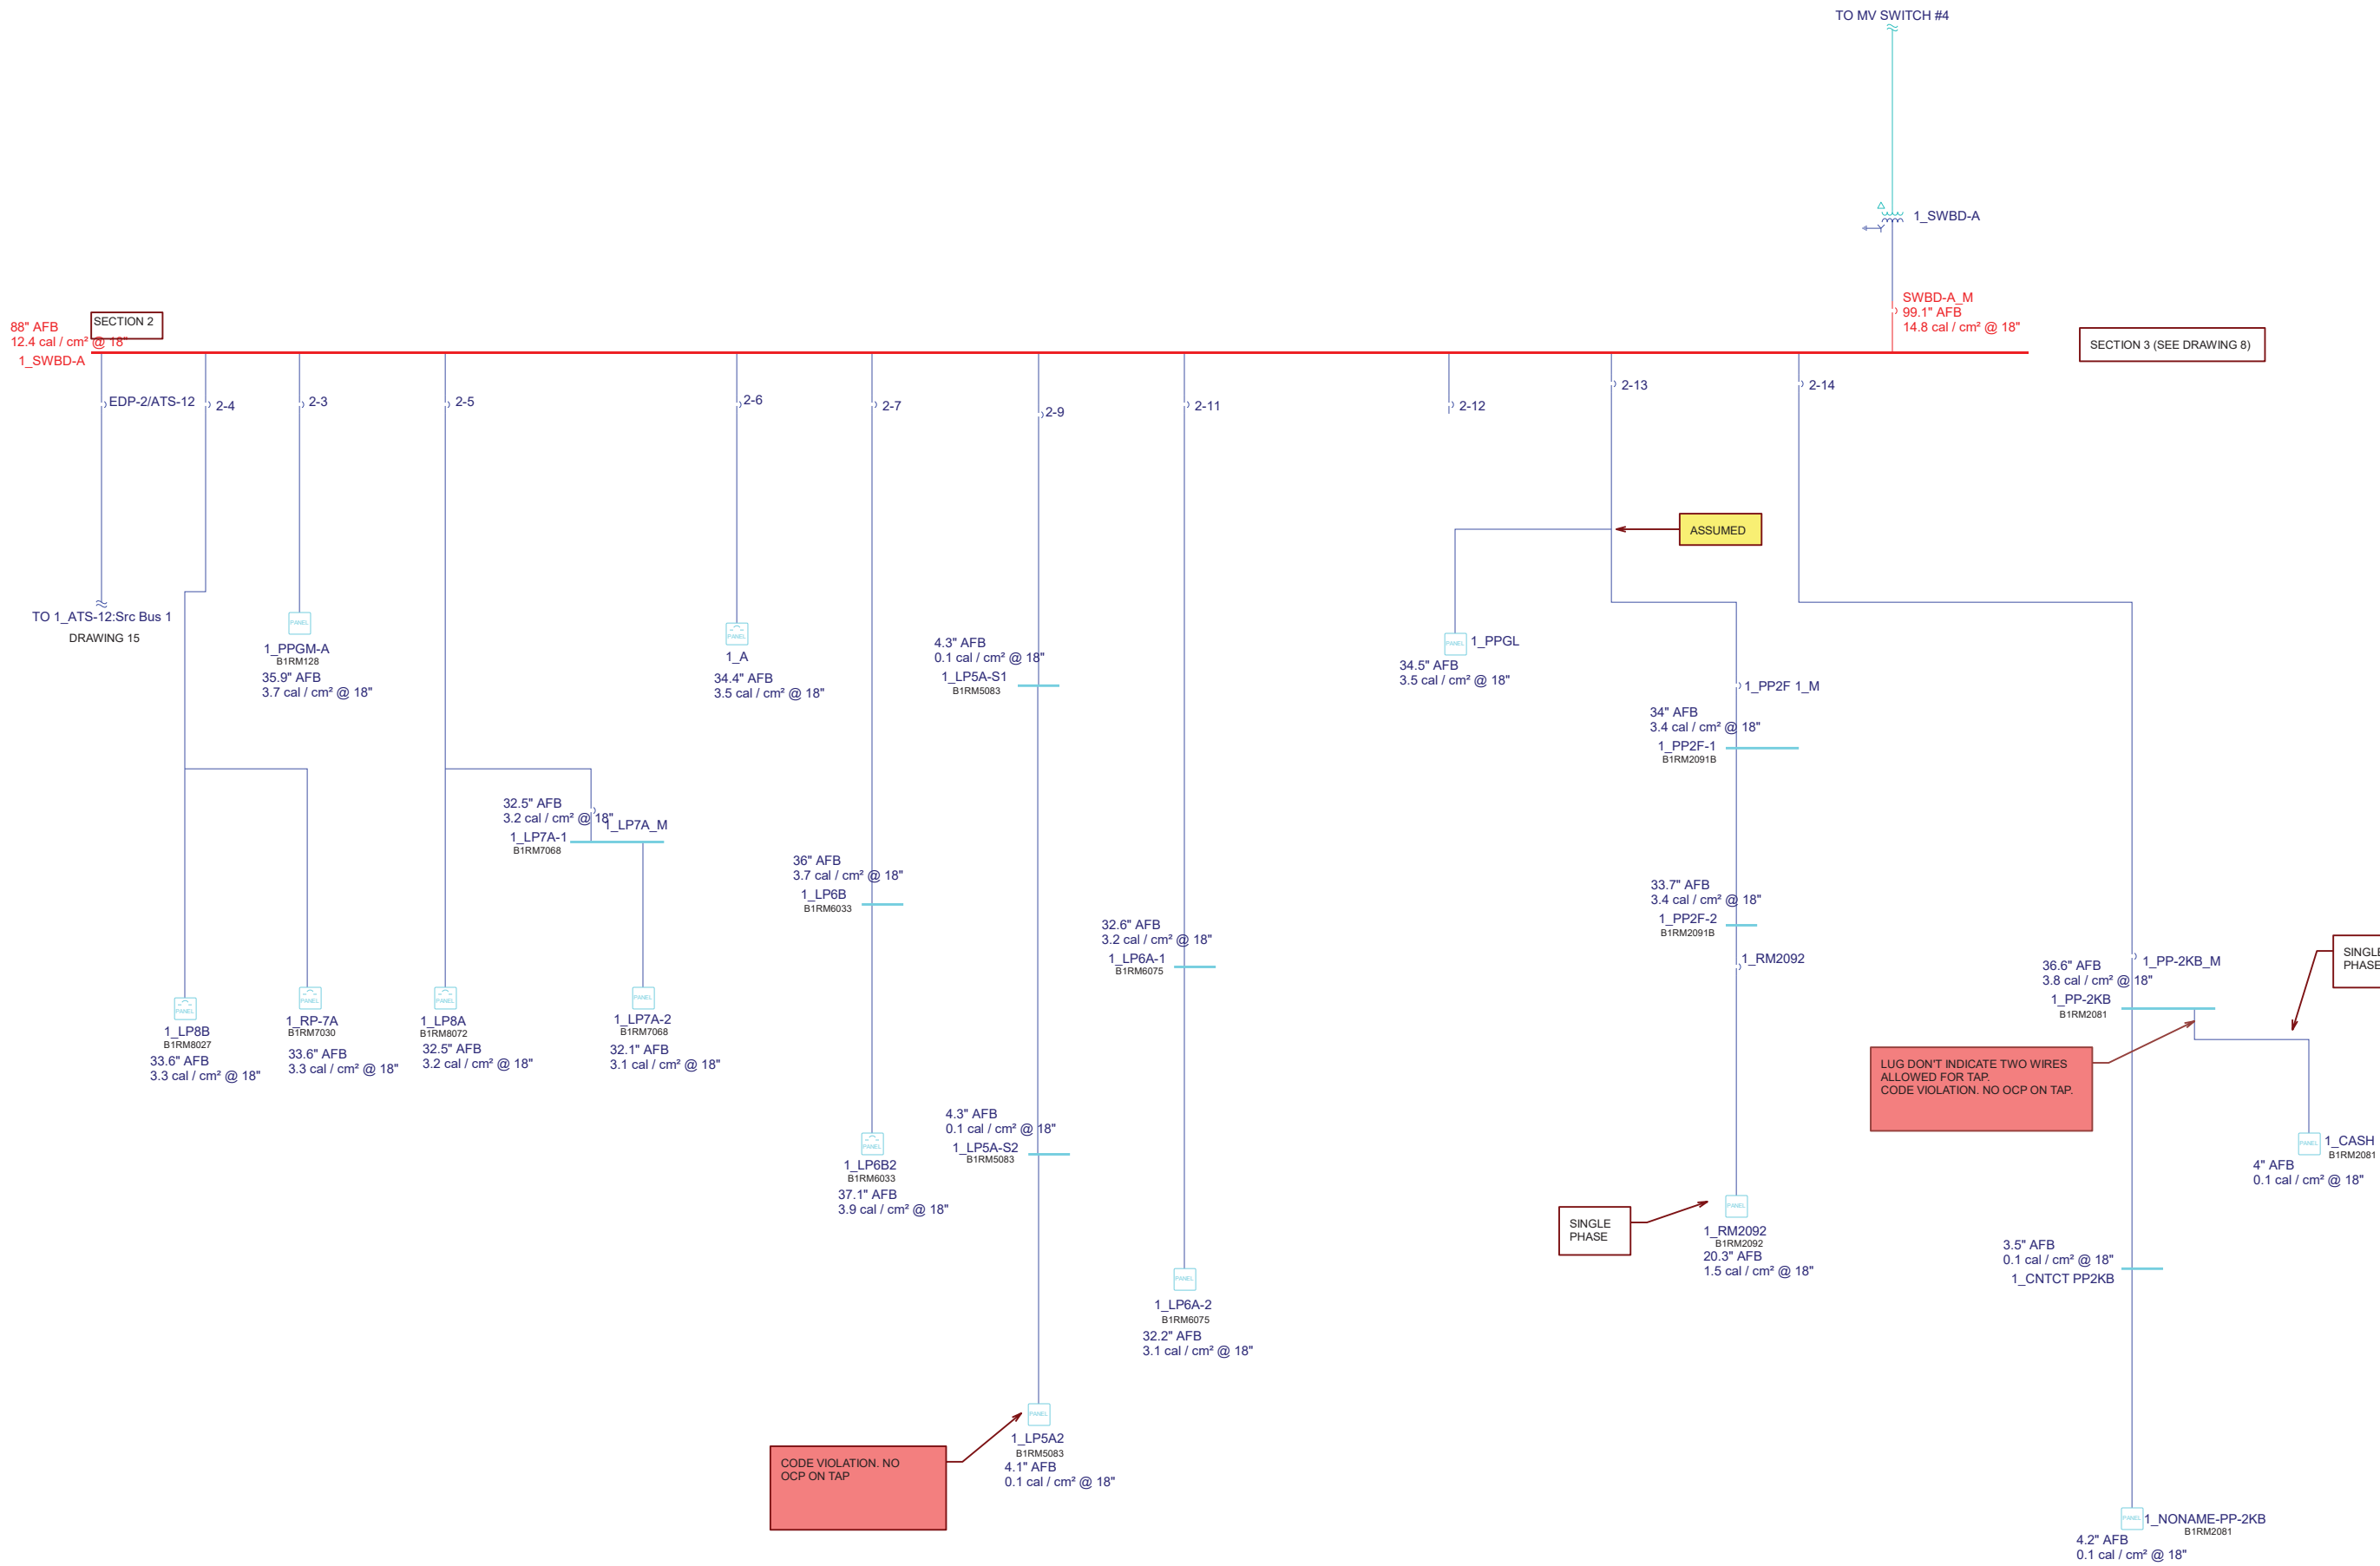 TO MV SWITCH #4
1_SWBD-A
SWBD-A_M
99.1" AFB
14.8 cal / cm² @ 18"
SECTION 3 (SEE DRAWING 8)
SECTION 2
88" AFB
12.4 cal / cm² @ 18"
1_SWBD-A
EDP-2/ATS-12
2-4
2-3
2-5
2-6
2-7
2-9
2-11
2-12
2-13
2-14
ASSUMED
TO 1_ATS-12:Src Bus 1
DRAWING 15
PANEL
1_PPGM-A
B1RM128
35.9" AFB
3.7 cal / cm² @ 18"
PANEL
1_A
34.4" AFB
3.5 cal / cm² @ 18"
4.3" AFB
0.1 cal / cm² @ 18"
1_LP5A-S1
B1RM5083
PANEL
1_PPGL
34.5" AFB
3.5 cal / cm² @ 18"
1_PP2F 1_M
34" AFB
3.4 cal / cm² @ 18"
1_PP2F-1
B1RM2091B
32.5" AFB
3.2 cal / cm² @ 18"
1_LP7A_M
1_LP7A-1
B1RM7068
36" AFB
3.7 cal / cm² @ 18"
1_LP6B
B1RM6033
33.7" AFB
3.4 cal / cm² @ 18"
1_PP2F-2
B1RM2091B
32.6" AFB
3.2 cal / cm² @ 18"
1_LP6A-1
B1RM6075
1_RM2092
SINGLE
PHASE
1_PP-2KB_M
36.6" AFB
3.8 cal / cm² @ 18"
1_PP-2KB
B1RM2081
PANEL
1_LP8B
B1RM8027
33.6" AFB
3.3 cal / cm² @ 18"
PANEL
1_RP-7A
B1RM7030
33.6" AFB
3.3 cal / cm² @ 18"
PANEL
1_LP8A
B1RM8072
32.5" AFB
3.2 cal / cm² @ 18"
PANEL
1_LP7A-2
B1RM7068
32.1" AFB
3.1 cal / cm² @ 18"
LUG DON'T INDICATE TWO WIRES
ALLOWED FOR TAP.
CODE VIOLATION. NO OCP ON TAP.
4.3" AFB
0.1 cal / cm² @ 18"
1_LP5A-S2
B1RM5083
PANEL
1_LP6B2
B1RM6033
37.1" AFB
3.9 cal / cm² @ 18"
PANEL
1_CASH
B1RM2081
4" AFB
0.1 cal / cm² @ 18"
SINGLE
PHASE
PANEL
1_RM2092
B1RM2092
20.3" AFB
1.5 cal / cm² @ 18"
3.5" AFB
0.1 cal / cm² @ 18"
1_CNTCT PP2KB
PANEL
1_LP6A-2
B1RM6075
32.2" AFB
3.1 cal / cm² @ 18"
PANEL
1_LP5A2
B1RM5083
4.1" AFB
0.1 cal / cm² @ 18"
CODE VIOLATION. NO
OCP ON TAP
PANEL
1_NONAME-PP-2KB
B1RM2081
4.2" AFB
0.1 cal / cm² @ 18"